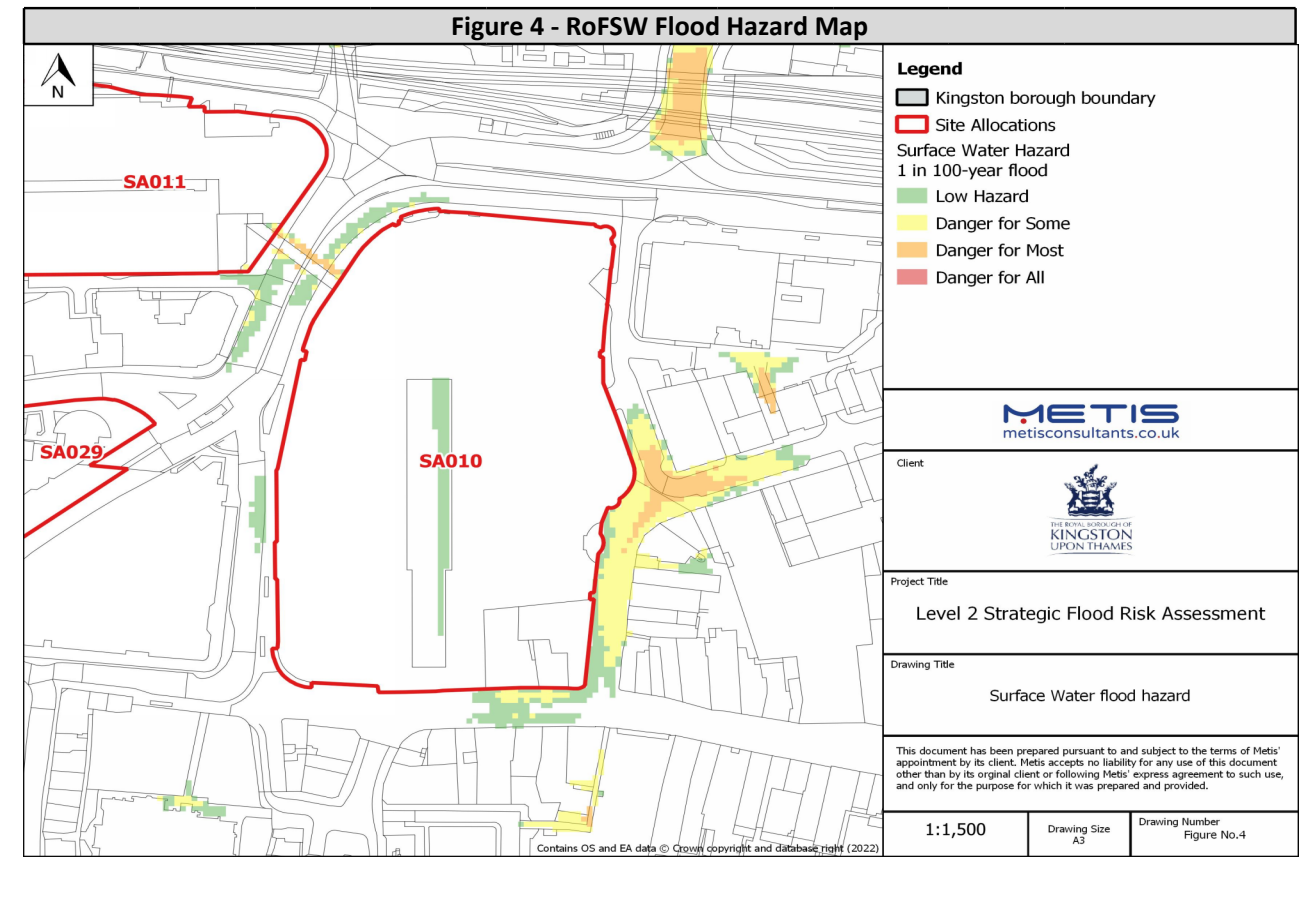 Figure 4 - RoFSW Flood Hazard Map
N
SA011
SA029
SA010
Contains OS and EA data © Crown copyright and database right (2022)
Legend
Kingston borough boundary
Site Allocations
Surface Water Hazard
1 in 100-year flood
Low Hazard
Danger for Some
Danger for Most
Danger for All
METIS
metisconsultants.co.uk
Client
THE ROYAL BOROUGH OF
KINGSTON
UPON THAMES
Project Title
Level 2 Strategic Flood Risk Assessment
Drawing Title
Surface Water flood hazard
This document has been prepared pursuant to and subject to the terms of Metis'
appointment by its client. Metis accepts no liability for any use of this document
other than by its orginal client or following Metis' express agreement to such use,
and only for the purpose for which it was prepared and provided.
1:1,500
Drawing Size
A3
Drawing Number
Figure No.4